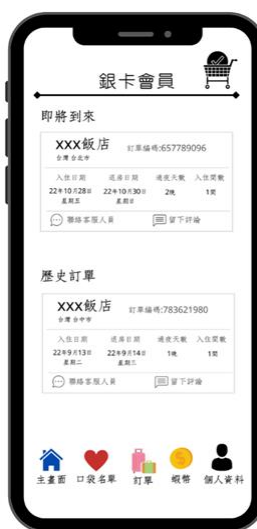 銀卡會員
即將到來
XXX飯店 訂單編碼:657789096
台灣 台北市
入住日期 退房日期 過夜天數 入住間數
22年10月28日 22年10月30日 2晚 1間
星期五 星期日
聯絡客服人員 留下評論
歷史訂單
XXX飯店 訂單編碼:783621980
台灣 台中市
入住日期 退房日期 過夜天數 入住間數
22年9月13日 22年9月14日 1晚 1間
星期二 星期三
聯絡客服人員 留下評論
主畫面 口袋名單 訂單 蝦幣 個人資料